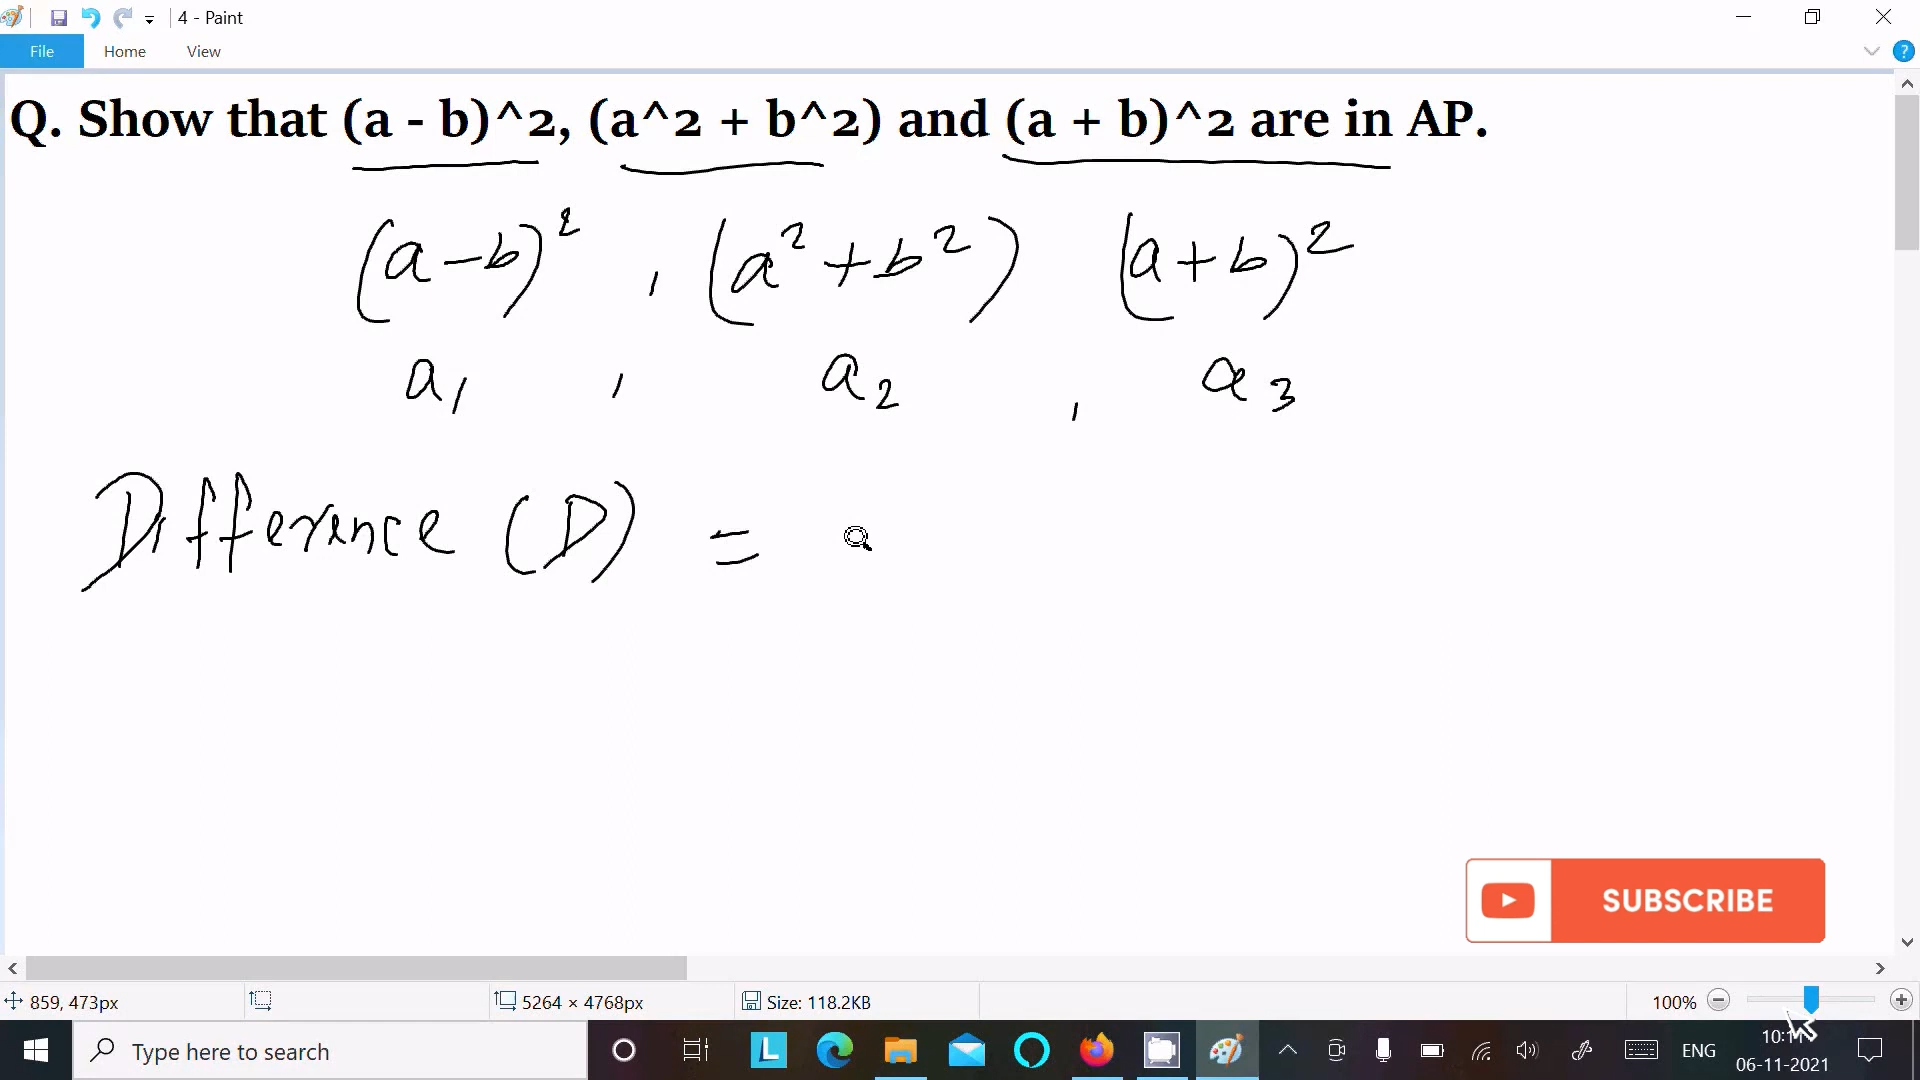 4 - Paint
File Home View
Q. Show that (a - b)^2, (a^2 + b^2) and (a + b)^2 are in AP.
(a-b)², (a²+b²) (a+b)²
a₁, a₂, a₃
Difference (D) =
SUBSCRIBE
859, 473px 5264 × 4768px Size: 118.2KB 100%
Type here to search
ENG
06-11-2021